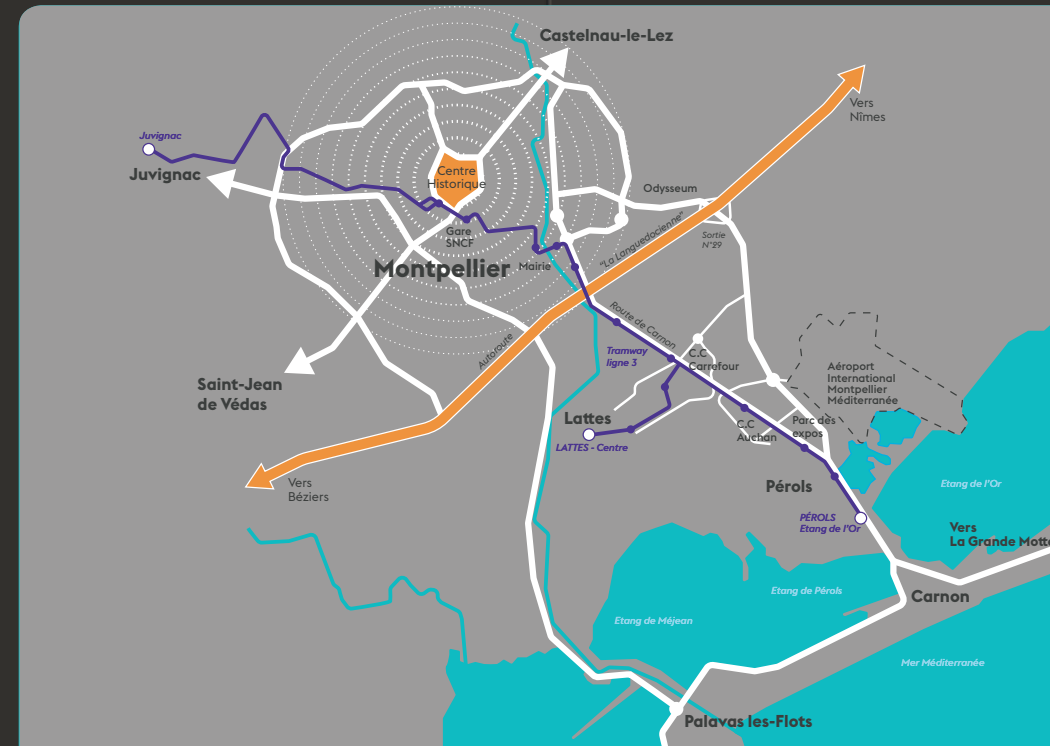 Castelnau-le-Lez
Vers
Nîmes
Juvignac
Juvignac
Centre
Historique
Odysseum
Gare
SNCF
"La Languedocienne"
Sortie
N°29
Montpellier
Mairie
Route de Carnon
Autoroute
Tramway
ligne 3
C.C
Carrefour
Aéroport
International
Montpellier
Méditerranée
Saint-Jean
de Védas
Lattes
LATTES - Centre
C.C
Auchan
Parc des
expos
Vers
Béziers
Pérols
Etang de l'Or
PÉROLS
Etang de l'Or
Vers
La Grande Motte
Etang de Pérols
Carnon
Etang de Méjean
Mer Méditerranée
Palavas les-Flots